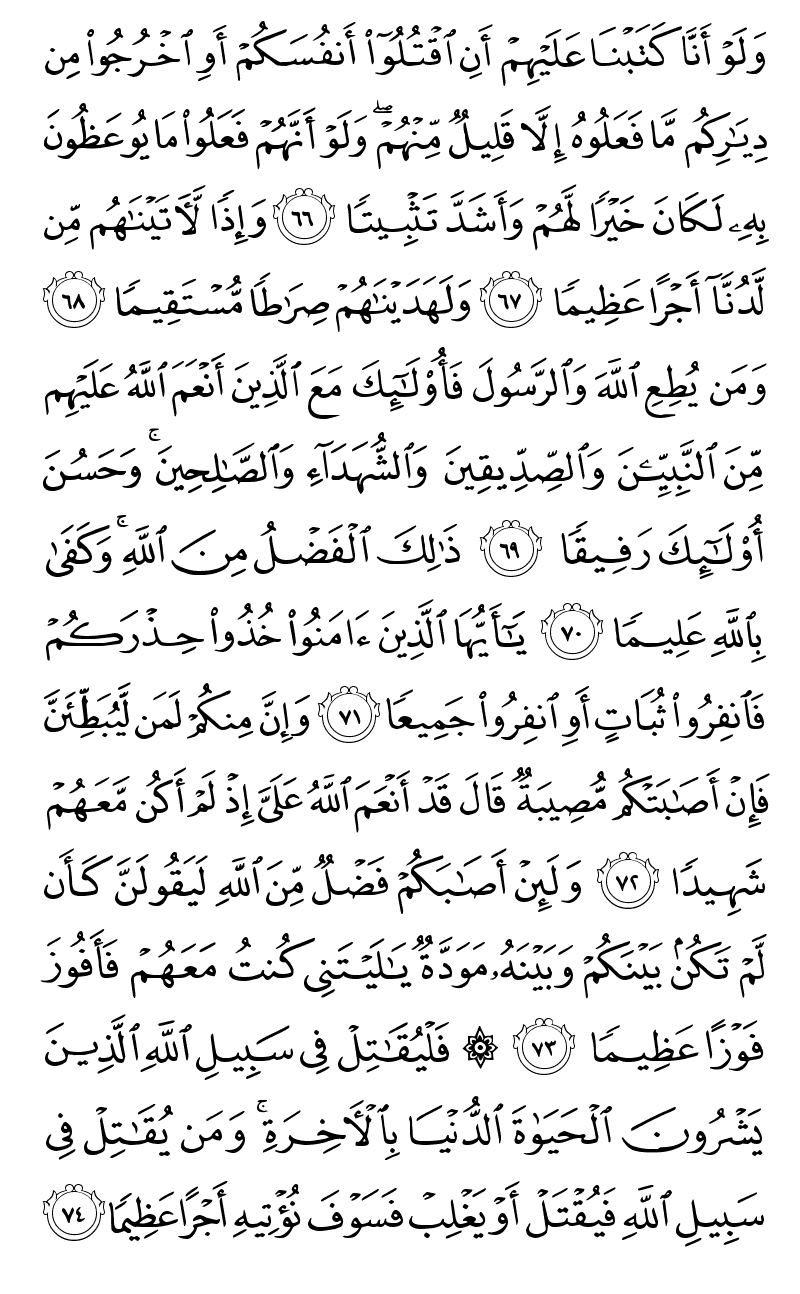 وَلَوۡ أَنَّا كَتَبۡنَا عَلَيۡهِمۡ أَنِ ٱقۡتُلُوٓاْ أَنفُسَكُمۡ أَوِ ٱخۡرُجُواْ مِن
دِيَٰرِكُم مَّا فَعَلُوهُ إِلَّا قَلِيلٞ مِّنۡهُمۡۖ وَلَوۡ أَنَّهُمۡ فَعَلُواْ مَا يُوعَظُونَ
بِهِۦ لَكَانَ خَيۡرٗا لَّهُمۡ وَأَشَدَّ تَثۡبِيتٗا ٦٦ وَإِذٗا لَّأٓتَيۡنَٰهُم مِّن
لَّدُنَّآ أَجۡرًا عَظِيمٗا ٦٧ وَلَهَدَيۡنَٰهُمۡ صِرَٰطٗا مُّسۡتَقِيمٗا ٦٨
وَمَن يُطِعِ ٱللَّهَ وَٱلرَّسُولَ فَأُوْلَٰٓئِكَ مَعَ ٱلَّذِينَ أَنۡعَمَ ٱللَّهُ عَلَيۡهِم
مِّنَ ٱلنَّبِيِّـۧنَ وَٱلصِّدِّيقِينَ وَٱلشُّهَدَآءِ وَٱلصَّٰلِحِينَۚ وَحَسُنَ
أُوْلَٰٓئِكَ رَفِيقٗا ٦٩ ذَٰلِكَ ٱلۡفَضۡلُ مِنَ ٱللَّهِۚ وَكَفَىٰ
بِٱللَّهِ عَلِيمٗا ٧٠ يَٰٓأَيُّهَا ٱلَّذِينَ ءَامَنُواْ خُذُواْ حِذۡرَكُمۡ
فَٱنفِرُواْ ثُبَاتٍ أَوِ ٱنفِرُواْ جَمِيعٗا ٧١ وَإِنَّ مِنكُمۡ لَمَن لَّيُبَطِّئَنَّ
فَإِنۡ أَصَٰبَتۡكُم مُّصِيبَةٞ قَالَ قَدۡ أَنۡعَمَ ٱللَّهُ عَلَيَّ إِذۡ لَمۡ أَكُن مَّعَهُمۡ
شَهِيدٗا ٧٢ وَلَئِنۡ أَصَٰبَكُمۡ فَضۡلٞ مِّنَ ٱللَّهِ لَيَقُولَنَّ كَأَن
لَّمۡ تَكُنۢ بَيۡنَكُمۡ وَبَيۡنَهُۥ مَوَدَّةٞ يَٰلَيۡتَنِي كُنتُ مَعَهُمۡ فَأَفُوزَ
فَوۡزًا عَظِيمٗا ٧٣ ۞ فَلۡيُقَٰتِلۡ فِي سَبِيلِ ٱللَّهِ ٱلَّذِينَ
يَشۡرُونَ ٱلۡحَيَوٰةَ ٱلدُّنۡيَا بِٱلۡأٓخِرَةِۚ وَمَن يُقَٰتِلۡ فِي
سَبِيلِ ٱللَّهِ فَيُقۡتَلۡ أَوۡ يَغۡلِبۡ فَسَوۡفَ نُؤۡتِيهِ أَجۡرًا عَظِيمٗا ٧٤